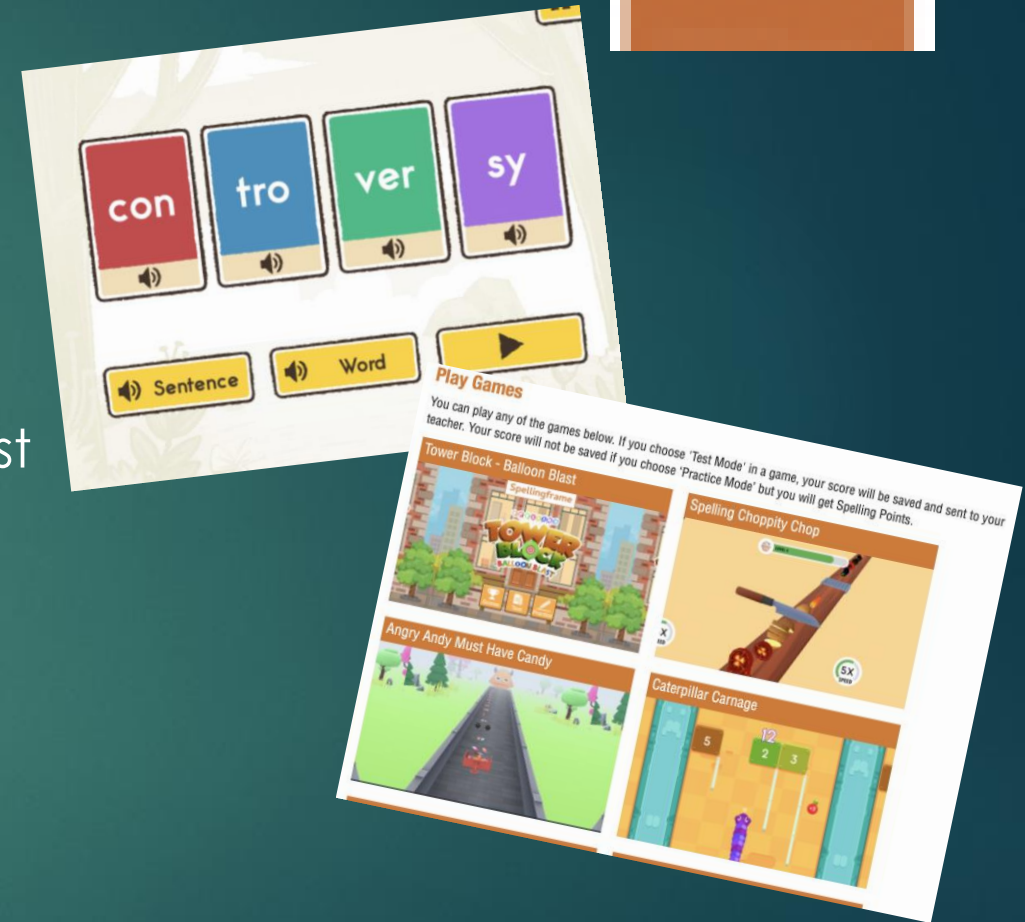 con
tro
ver
sy
Sentence
Word
st
Play Games
You can play any of the games below. If you choose 'Test Mode' in a game, your score will be saved and sent to your
teacher. Your score will not be saved if you choose 'Practice Mode' but you will get Spelling Points.
Tower Block - Balloon Blast
Spelling Choppity Chop
Spellingframe
TOWER
BLOCK
BALLOON BLAST
5X
SPEED
X
Angry Andy Must Have Candy
Caterpillar Carnage
5
12
2
3